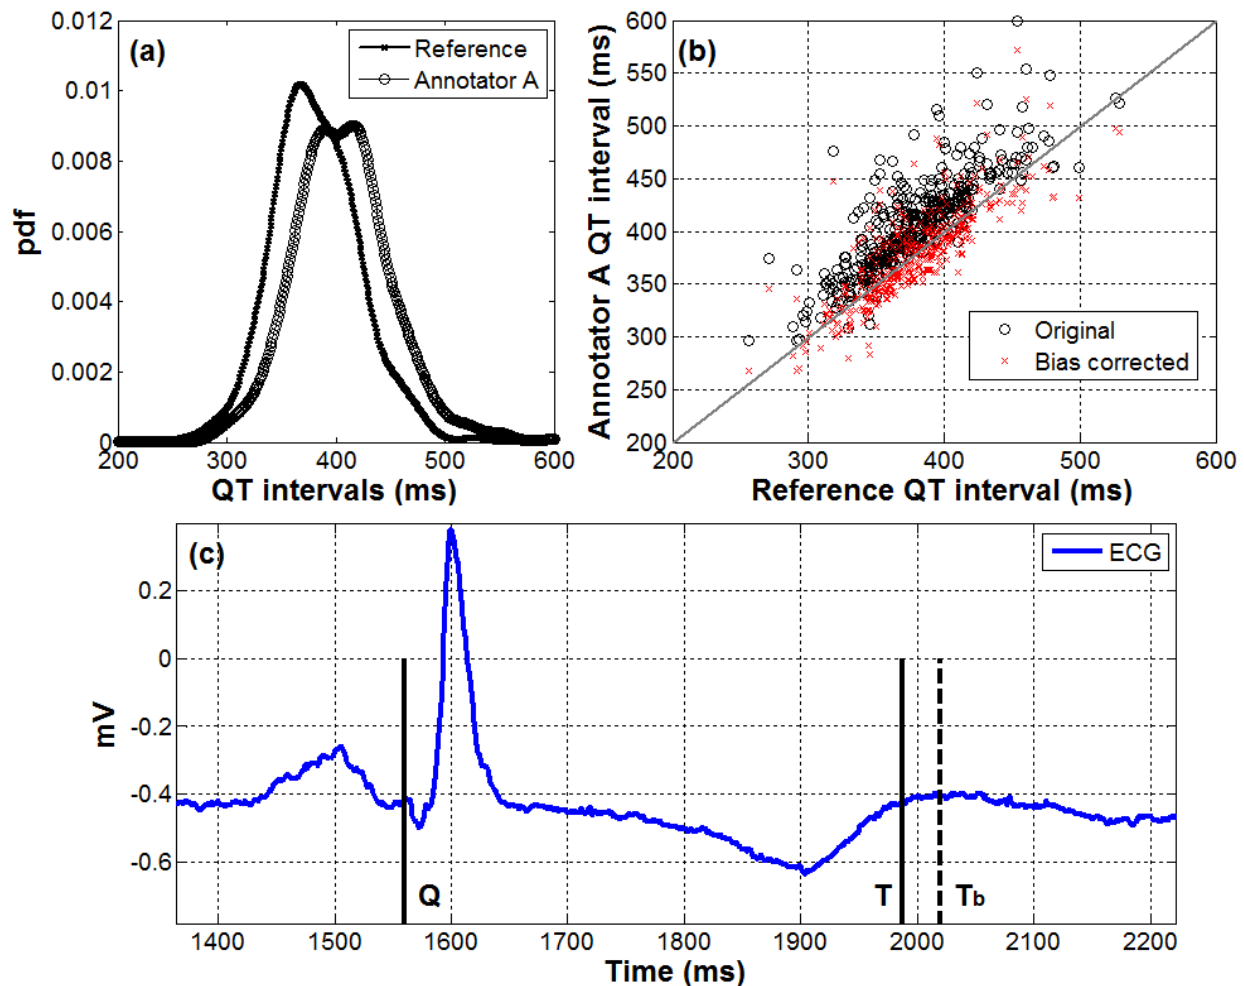 (a)
Reference
Annotator A
pdf
0.012
0.01
0.008
0.006
0.004
0.002
0
200 300 400 500 600
QT intervals (ms)
(b)
Annotator A QT interval (ms)
600
550
500
450
400
350
300
250
200
Original
Bias corrected
200 300 400 500 600
Reference QT interval (ms)
(c)
ECG
mV
0.2
0
-0.2
-0.4
-0.6
Q
T
Tb
1400 1500 1600 1700 1800 1900 2000 2100 2200
Time (ms)